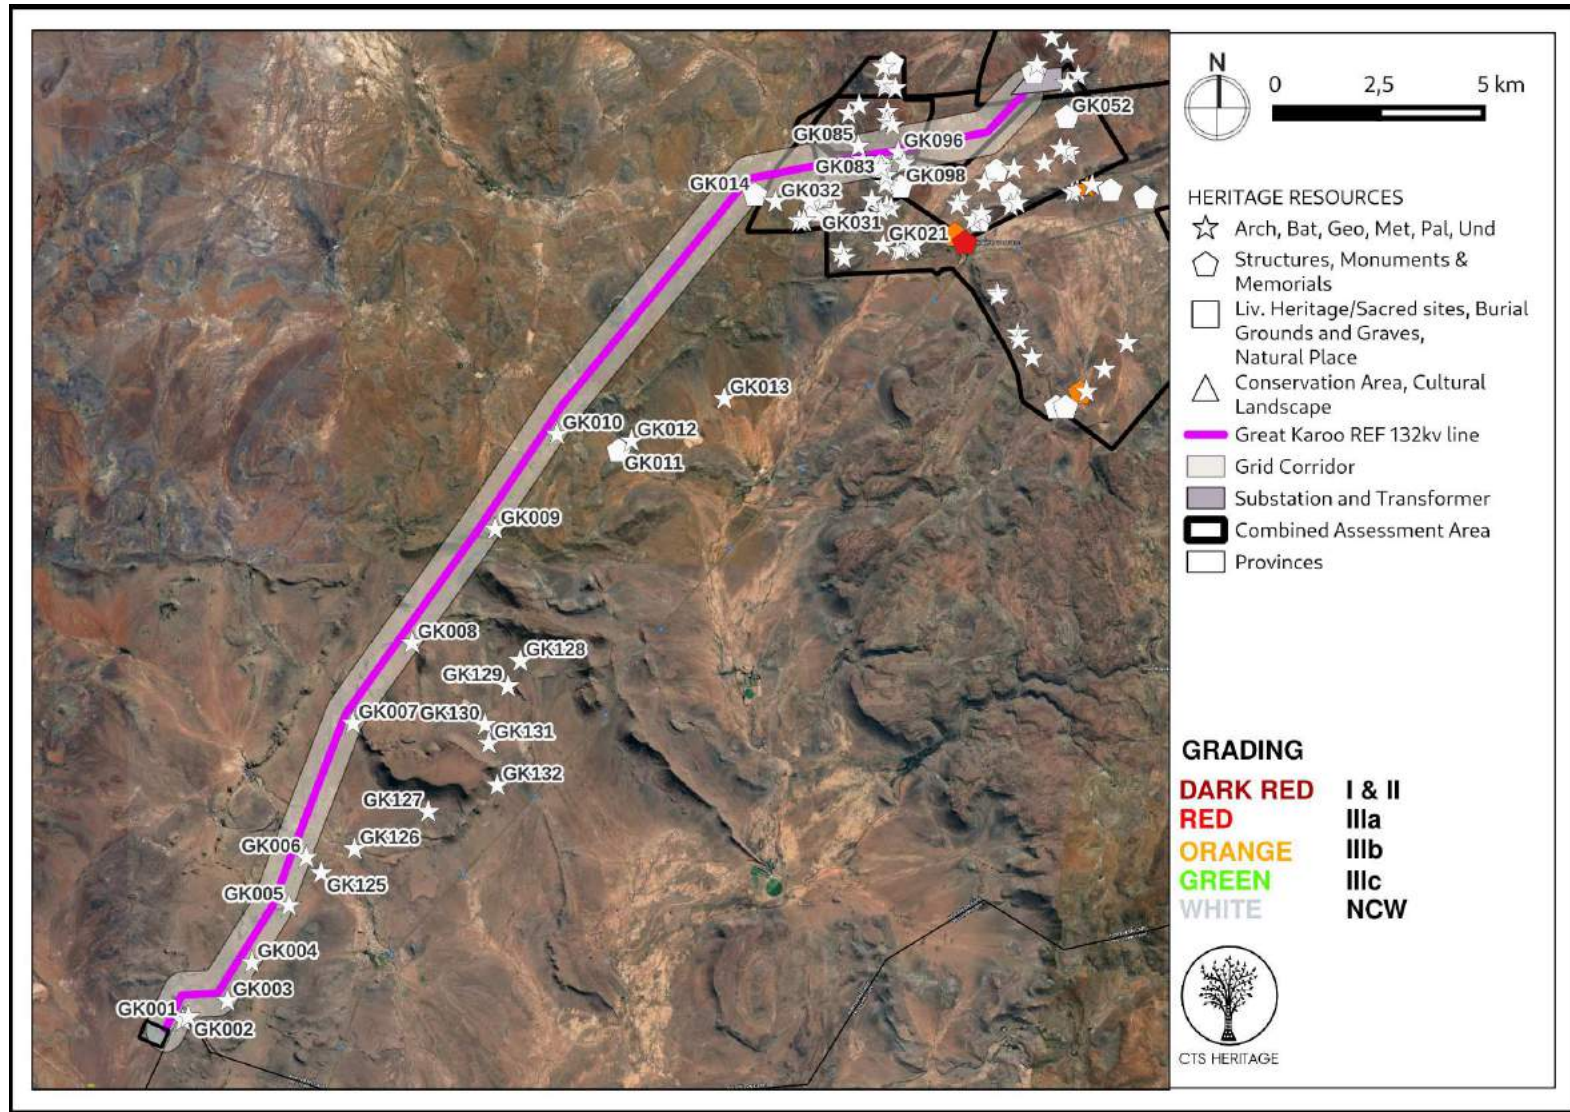 GK052
GK085
GK096
GK083
GK098
GK014
GK032
GK031
GK021
GK013
GK010
GK012
GK011
GK009
GK008
GK128
GK129
GK007
GK130
GK131
GK132
GK127
GK126
GK006
GK125
GK005
GK004
GK003
GK001
GK002
N
0 2,5 5 km
HERITAGE RESOURCES
Arch, Bat, Geo, Met, Pal, Und
Structures, Monuments &
Memorials
Liv. Heritage/Sacred sites, Burial
Grounds and Graves,
Natural Place
Conservation Area, Cultural
Landscape
Great Karoo REF 132kv line
Grid Corridor
Substation and Transformer
Combined Assessment Area
Provinces
GRADING
DARK RED I & II
RED IIIa
ORANGE IIIb
GREEN IIIc
WHITE NCW
CTS HERITAGE